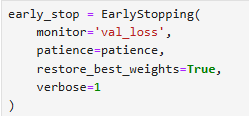 early_stop = EarlyStopping(
    monitor='val_loss',
    patience=patience,
    restore_best_weights=True,
    verbose=1
)